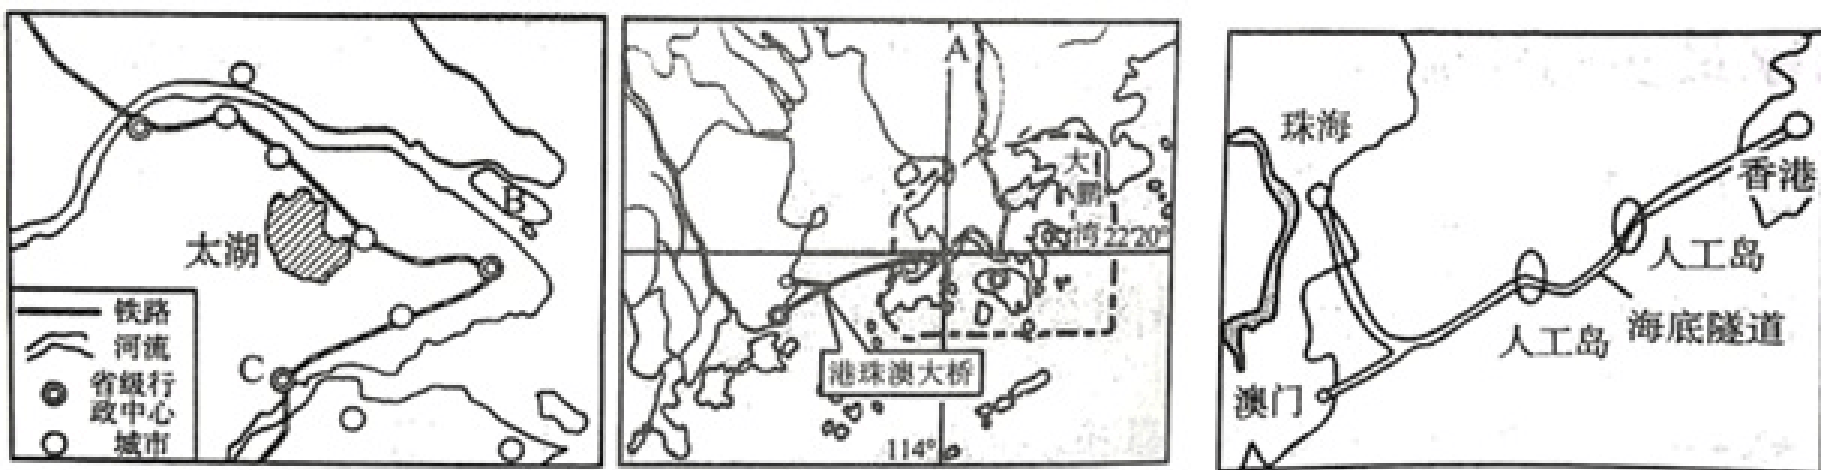 B
太湖
C
铁路
河流
省级行
政中心
城市
A
大
鹏
湾
22°20°
港珠澳大桥
114°
珠海
香港
人工岛
人工岛
海底隧道
澳门